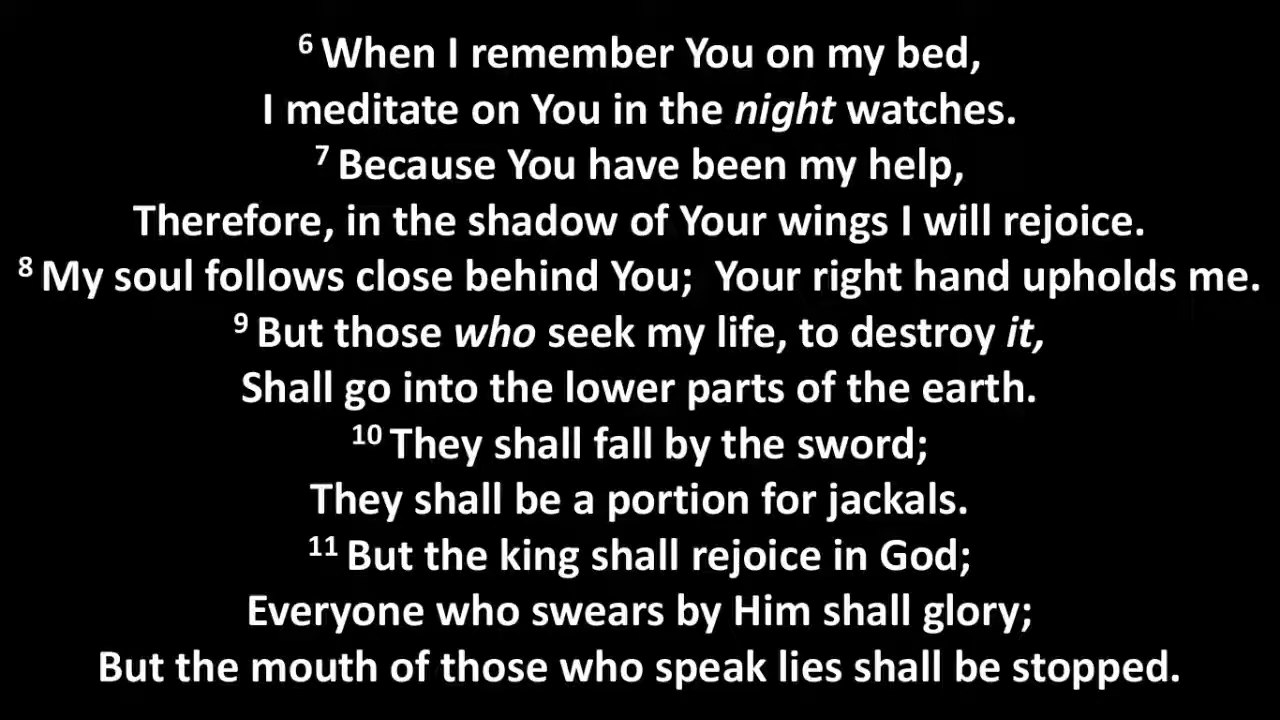 6 When I remember You on my bed,
I meditate on You in the night watches.
7 Because You have been my help,
Therefore, in the shadow of Your wings I will rejoice.
8 My soul follows close behind You;  Your right hand upholds me.
9 But those who seek my life, to destroy it,
Shall go into the lower parts of the earth.
10 They shall fall by the sword;
They shall be a portion for jackals.
11 But the king shall rejoice in God;
Everyone who swears by Him shall glory;
But the mouth of those who speak lies shall be stopped.